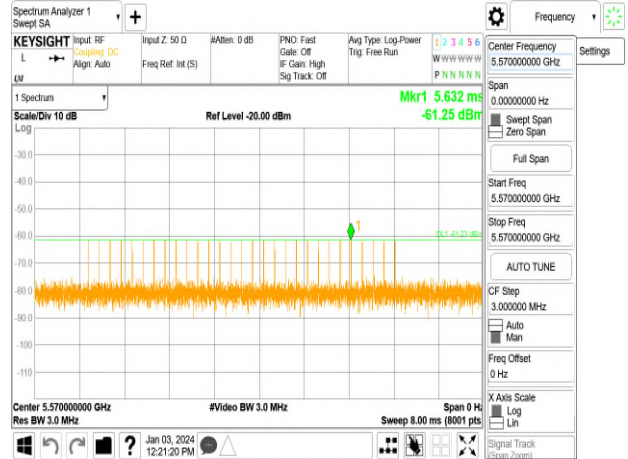 Spectrum Analyzer 1
Swept SA
Frequency
Settings
KEYSIGHT
L
Input: RF
Coupling: DC
Align: Auto
Input Z: 50 Ω
Freq Ref: Int (S)
#Atten: 0 dB
PNO: Fast
Gate: Off
IF Gain: High
Sig Track: Off
Avg Type: Log-Power
Trig: Free Run
1 2 3 4 5 6
W W W W W W
P N N N N N
1 Spectrum
Scale/Div 10 dB
Log
Ref Level -20.00 dBm
Mkr1 5.632 ms
-61.25 dBm
-30.0
-40.0
-50.0
-60.0
-70.0
-80.0
-90.0
-100
-110
1
DL1 -61.23 dBm
Center 5.570000000 GHz
Res BW 3.0 MHz
#Video BW 3.0 MHz
Span 0 Hz
Sweep 8.00 ms (8001 pts)
Jan 03, 2024
12:21:20 PM
Center Frequency
5.570000000 GHz
Span
0.00000000 Hz
Swept Span
Zero Span
Full Span
Start Freq
5.570000000 GHz
Stop Freq
5.570000000 GHz
AUTO TUNE
CF Step
3.000000 MHz
Auto
Man
Freq Offset
0 Hz
X Axis Scale
Log
Lin
Signal Track
(Span Zoom)